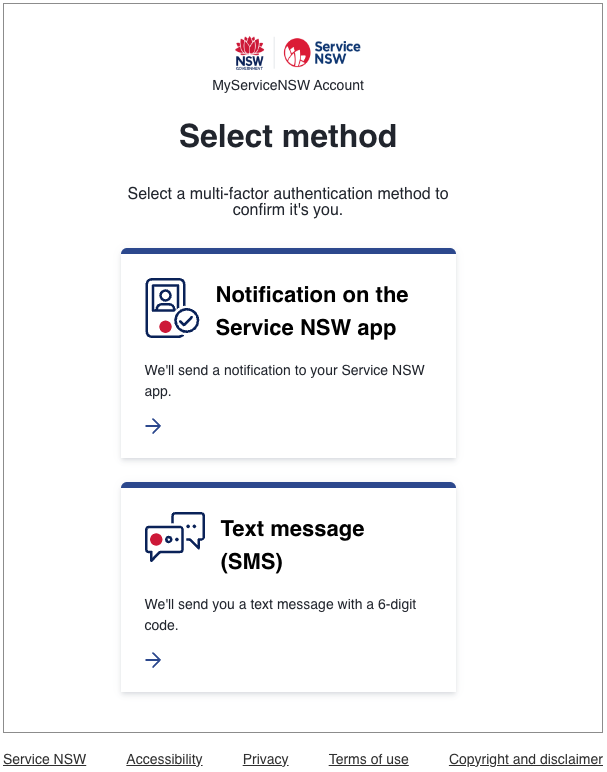 NSW
GOVERNMENT
Service
NSW
MyServiceNSW Account
Select method
Select a multi-factor authentication method to
confirm it's you.
Notification on the
Service NSW app
We'll send a notification to your Service NSW
app.
Text message
(SMS)
We'll send you a text message with a 6-digit
code.
Service NSW Accessibility Privacy Terms of use Copyright and disclaimer